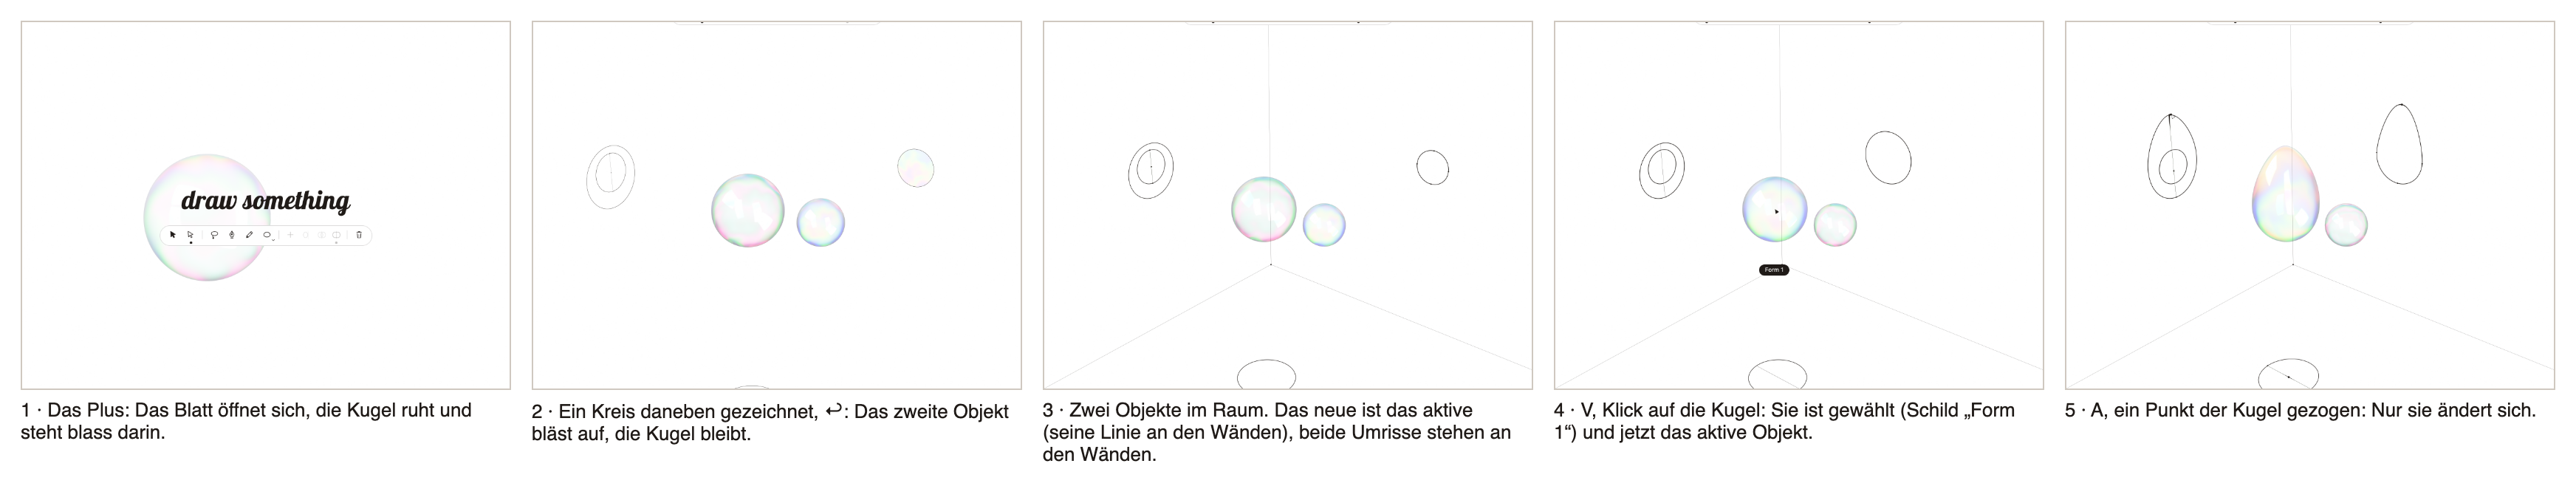 draw something
Form 1
1 · Das Plus: Das Blatt öffnet sich, die Kugel ruht und
steht blass darin.
2 · Ein Kreis daneben gezeichnet, ↩: Das zweite Objekt
bläst auf, die Kugel bleibt.
3 · Zwei Objekte im Raum. Das neue ist das aktive
(seine Linie an den Wänden), beide Umrisse stehen an
den Wänden.
4 · V, Klick auf die Kugel: Sie ist gewählt (Schild „Form
1“) und jetzt das aktive Objekt.
5 · A, ein Punkt der Kugel gezogen: Nur sie ändert sich.